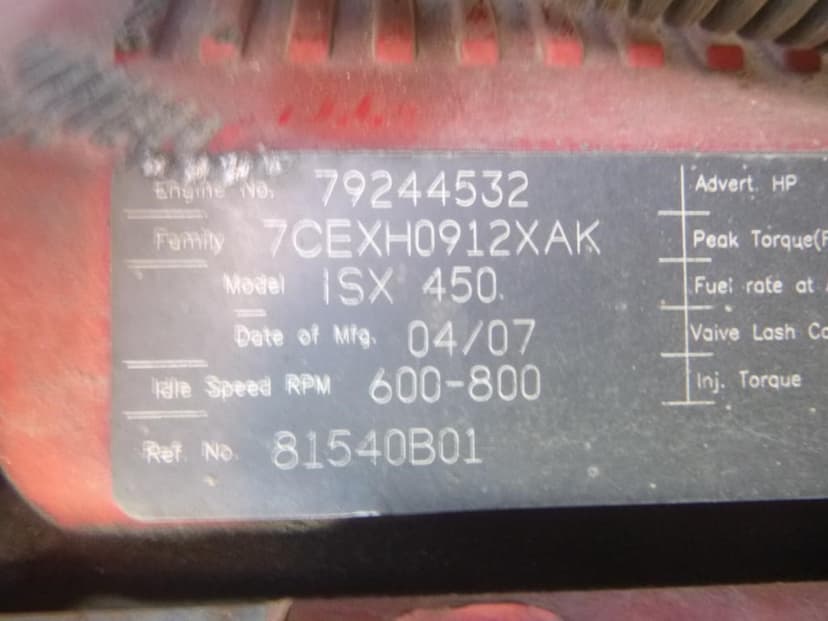 Engine No. 79244532
Family 7CEXH0912XAK
Model ISX 450.
Date of Mfg. 04/07
Idle Speed RPM 600-800
Ref. No. 81540B01
Advert. HP
Peak Torque(F
Fuel rate at
Valve Lash Co
Inj. Torque